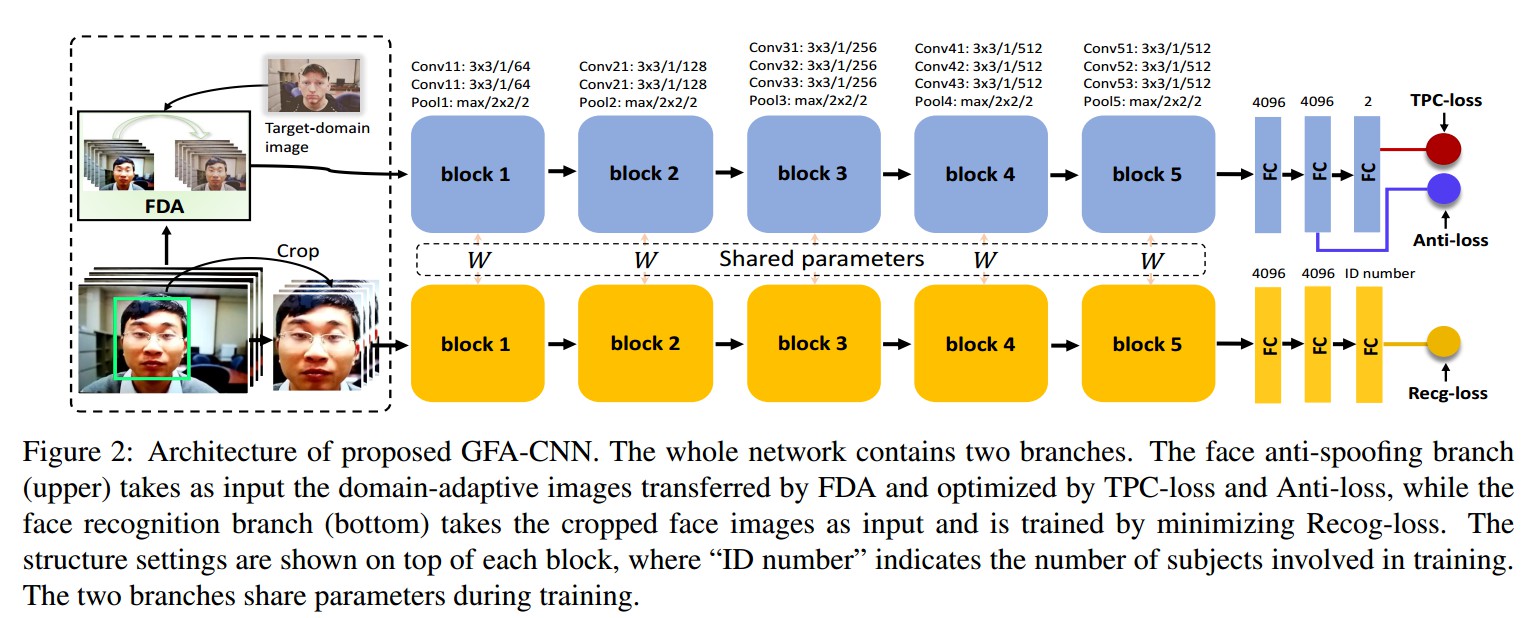 Conv11: 3x3/1/64
Conv11: 3x3/1/64
Pool1: max/2x2/2
Conv21: 3x3/1/128
Conv21: 3x3/1/128
Pool2: max/2x2/2
Conv31: 3x3/1/256
Conv32: 3x3/1/256
Conv33: 3x3/1/256
Pool3: max/2x2/2
Conv41: 3x3/1/512
Conv42: 3x3/1/512
Conv43: 3x3/1/512
Pool4: max/2x2/2
Conv51: 3x3/1/512
Conv52: 3x3/1/512
Conv53: 3x3/1/512
Pool5: max/2x2/2
4096
4096
2
TPC-loss
Target-domain
image
FDA
block 1
block 2
block 3
block 4
block 5
FC
FC
FC
Anti-loss
Crop
W
W
Shared parameters
W
W
4096
4096
ID number
block 1
block 2
block 3
block 4
block 5
FC
FC
FC
Recg-loss
Figure 2: Architecture of proposed GFA-CNN. The whole network contains two branches. The face anti-spoofing branch
(upper) takes as input the domain-adaptive images transferred by FDA and optimized by TPC-loss and Anti-loss, while the
face recognition branch (bottom) takes the cropped face images as input and is trained by minimizing Recog-loss. The
structure settings are shown on top of each block, where “ID number” indicates the number of subjects involved in training.
The two branches share parameters during training.